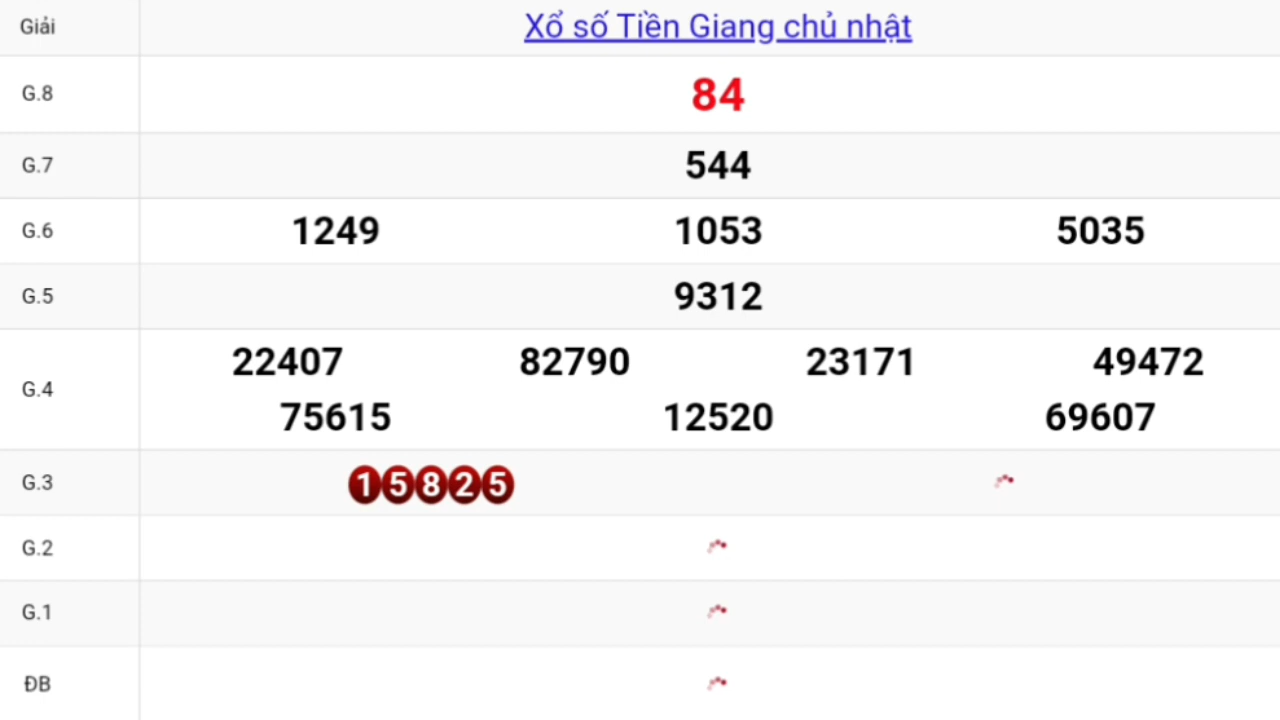 Giải Xổ số Tiền Giang chủ nhật
G.8 84
G.7 544
G.6 1249 1053 5035
G.5 9312
G.4 22407 82790 23171 49472
75615 12520 69607
G.3 15825
G.2
G.1
ĐB